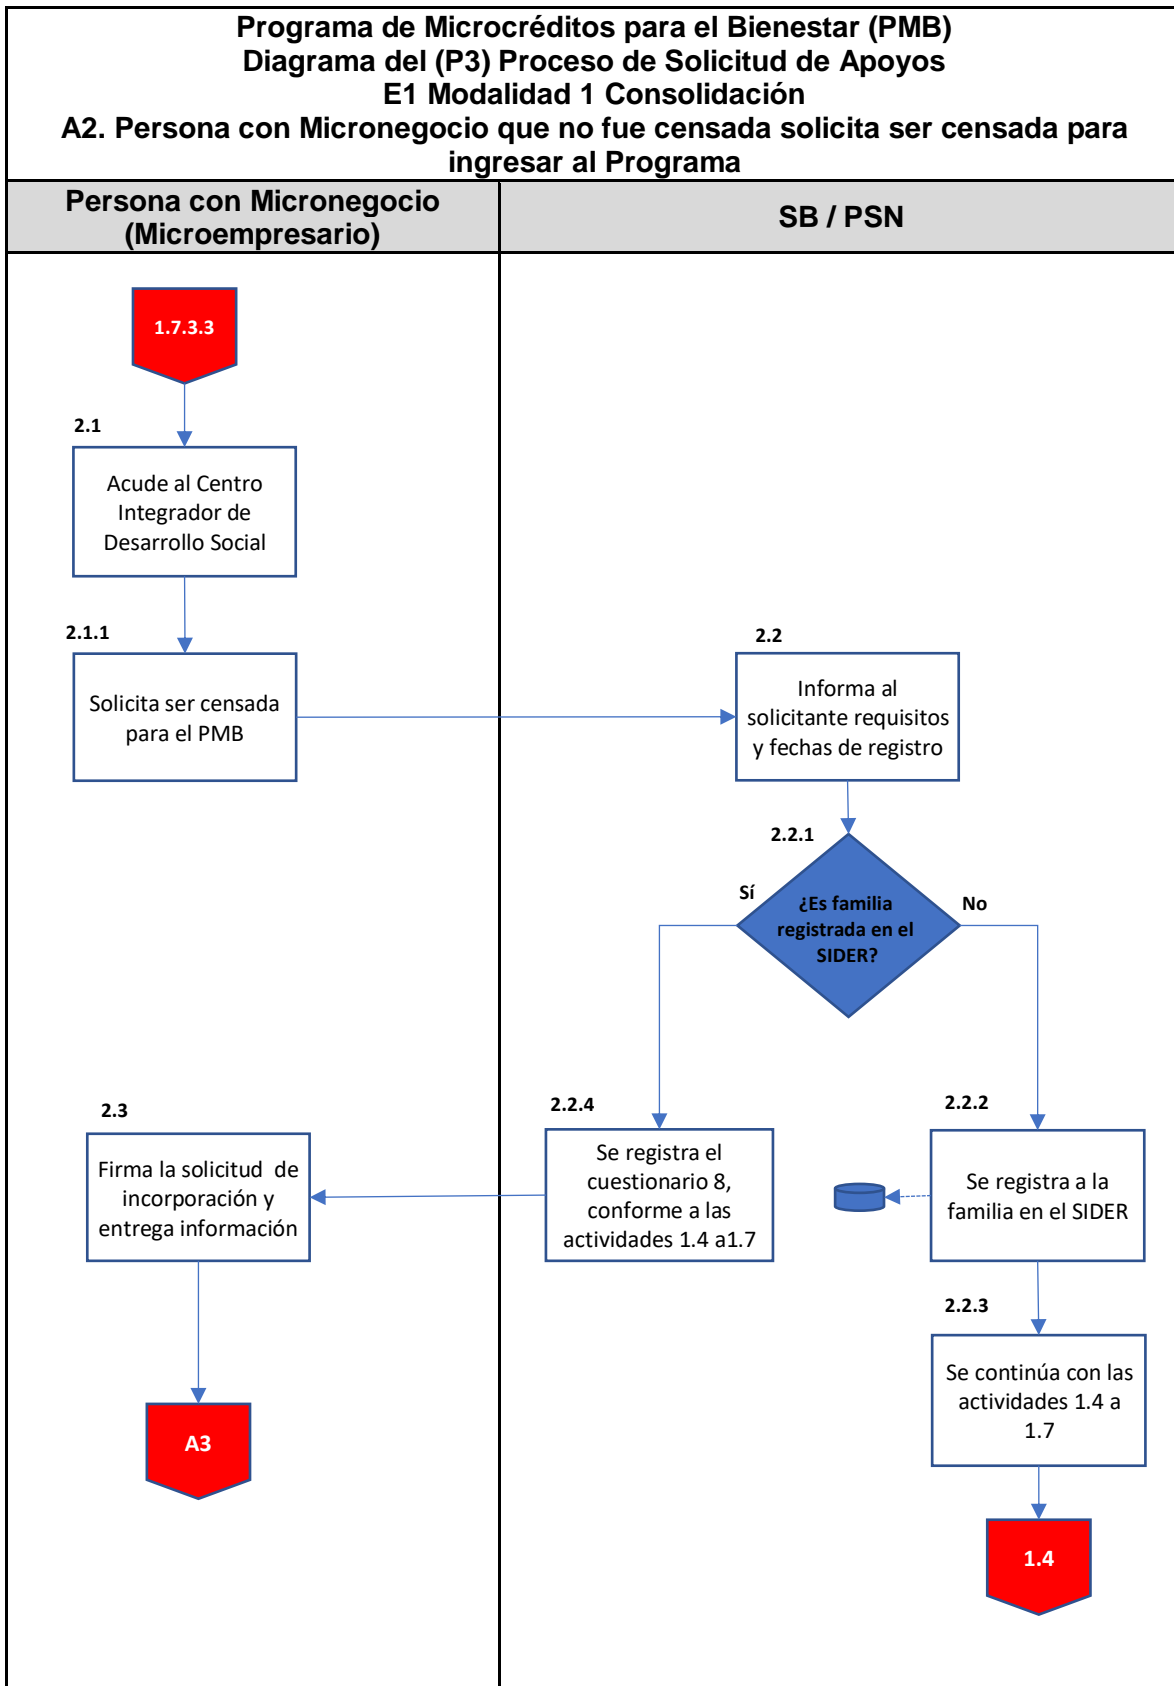 Programa de Microcréditos para el Bienestar (PMB)
Diagrama del (P3) Proceso de Solicitud de Apoyos
E1 Modalidad 1 Consolidación
A2. Persona con Micronegocio que no fue censada solicita ser censada para
ingresar al Programa
Persona con Micronegocio
(Microempresario)
SB / PSN
1.7.3.3
2.1
Acude al Centro
Integrador de
Desarrollo Social
2.1.1
Solicita ser censada
para el PMB
2.2
Informa al
solicitante requisitos
y fechas de registro
2.2.1
Sí
¿Es familia
registrada en el
SIDER?
No
2.3
Firma la solicitud de
incorporación y
entrega información
2.2.4
Se registra el
cuestionario 8,
conforme a las
actividades 1.4 a1.7
2.2.2
Se registra a la
familia en el SIDER
2.2.3
Se continúa con las
actividades 1.4 a
1.7
A3
1.4